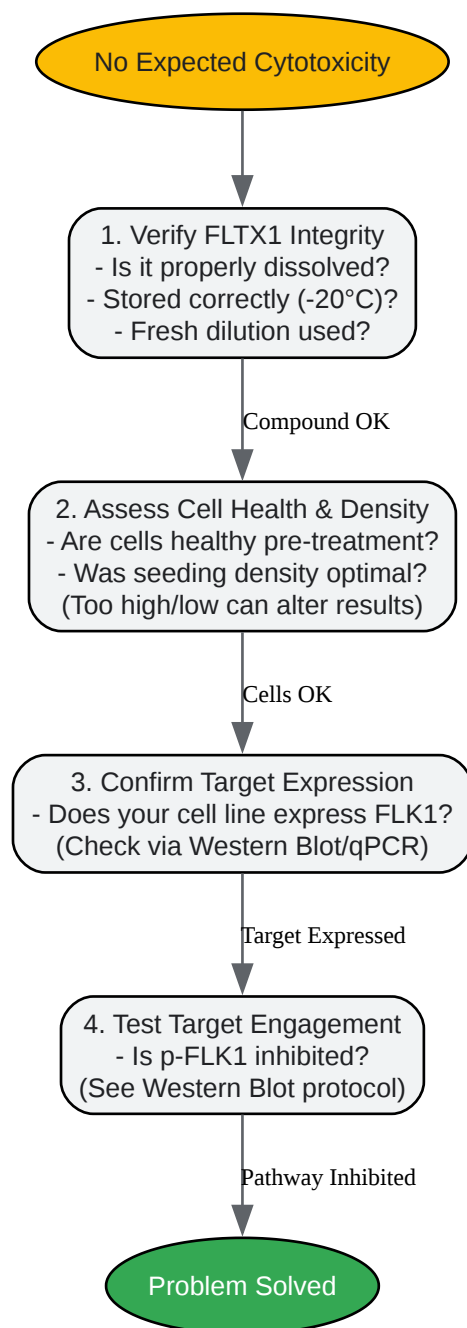 No Expected Cytotoxicity
1. Verify FLTX1 Integrity
- Is it properly dissolved?
- Stored correctly (-20°C)?
- Fresh dilution used?
Compound OK
2. Assess Cell Health & Density
- Are cells healthy pre-treatment?
- Was seeding density optimal?
(Too high/low can alter results)
Cells OK
3. Confirm Target Expression
- Does your cell line express FLK1?
(Check via Western Blot/qPCR)
Target Expressed
4. Test Target Engagement
- Is p-FLK1 inhibited?
(See Western Blot protocol)
Pathway Inhibited
Problem Solved